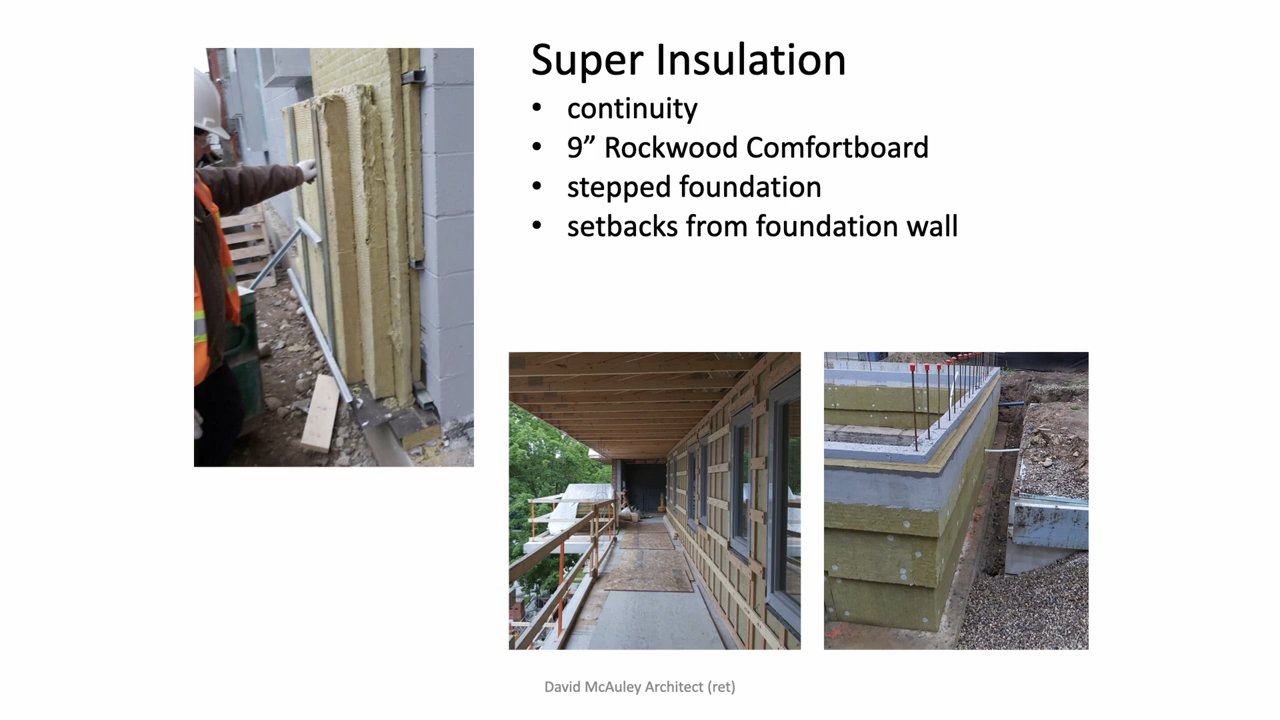 Super Insulation
• continuity
• 9” Rockwood Comfortboard
• stepped foundation
• setbacks from foundation wall
David McAuley Architect (ret)